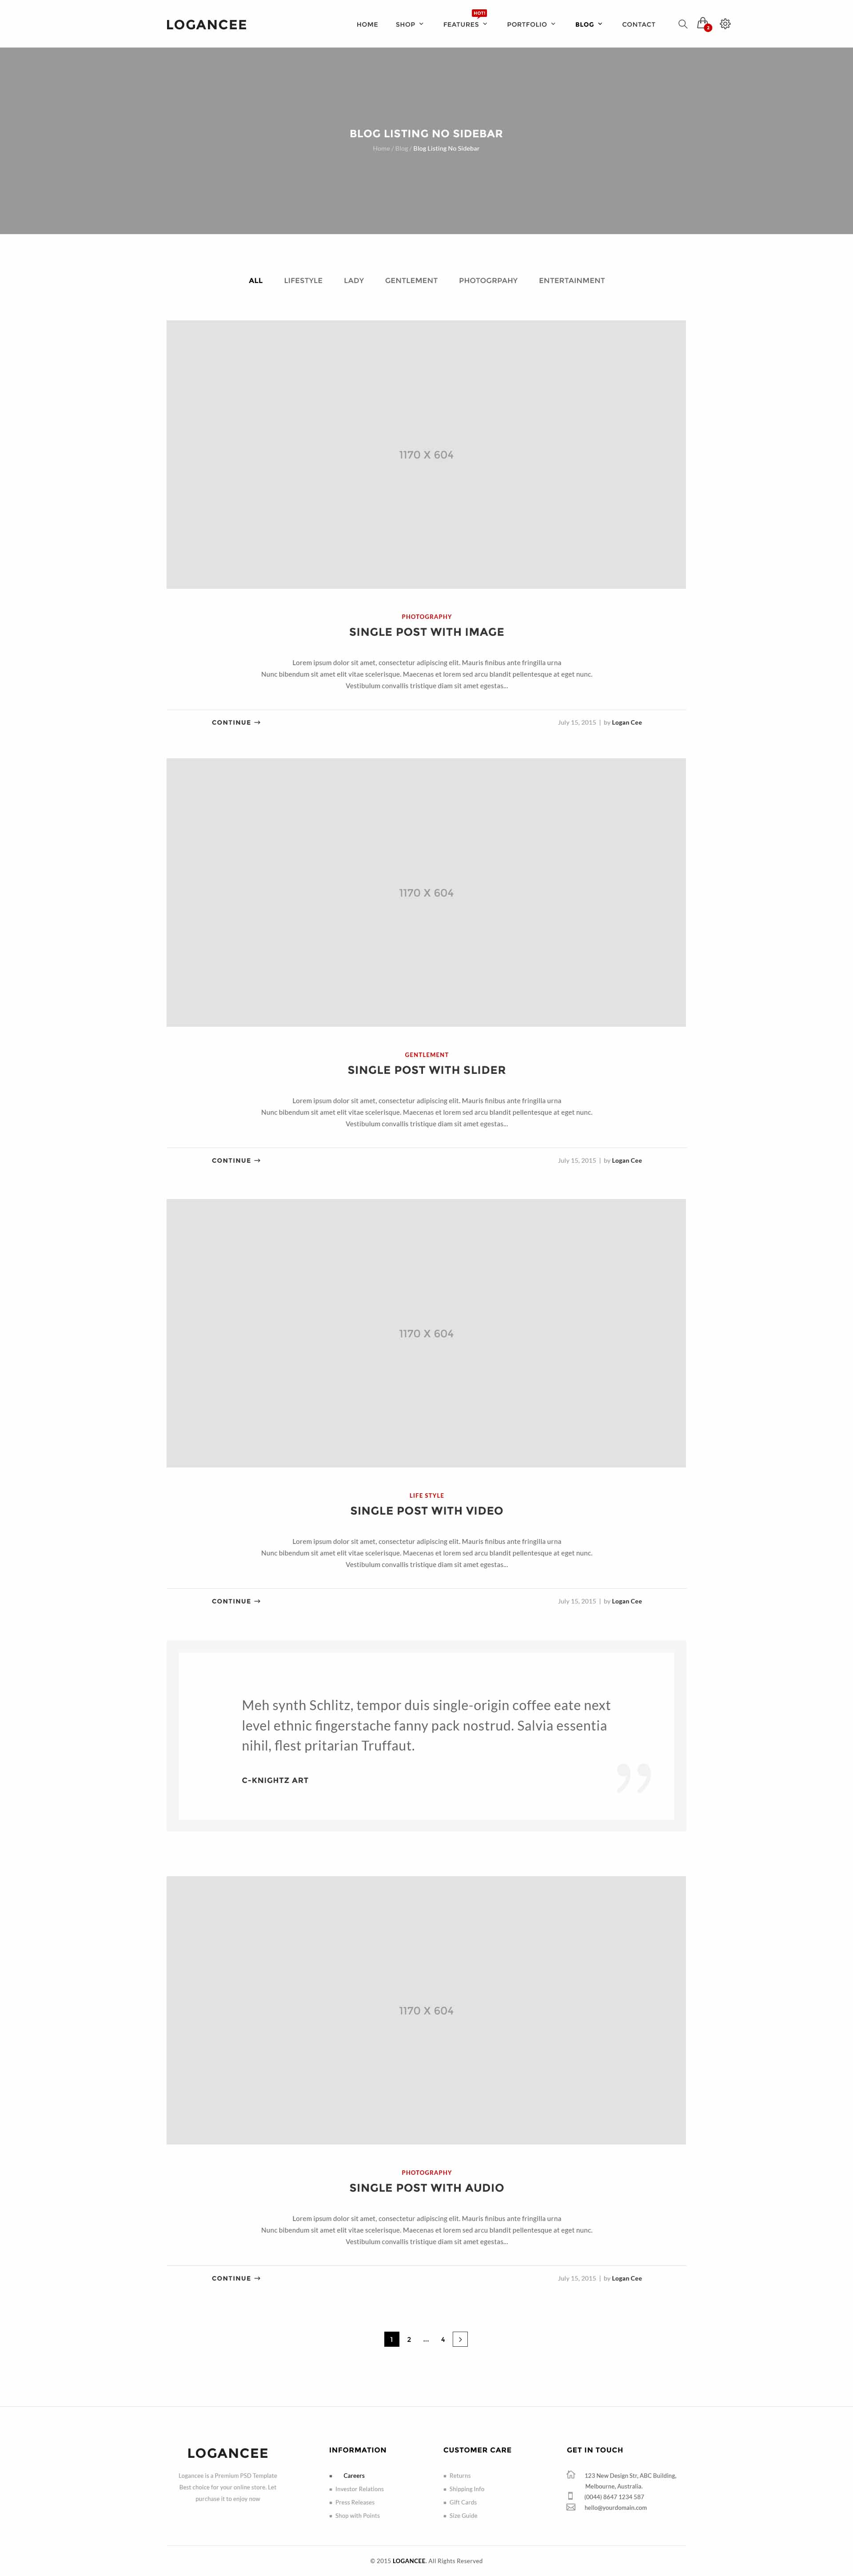 LOGANCEE
HOME SHOP FEATURES HOT! PORTFOLIO BLOG CONTACT
2
BLOG LISTING NO SIDEBAR
Home / Blog / Blog Listing No Sidebar
ALL LIFESTYLE LADY GENTLEMENT PHOTOGRPAHY ENTERTAINMENT
1170 X 604
PHOTOGRAPHY
SINGLE POST WITH IMAGE
Lorem ipsum dolor sit amet, consectetur adipiscing elit. Mauris finibus ante fringilla urna
Nunc bibendum sit amet elit vitae scelerisque. Maecenas et lorem sed arcu blandit pellentesque at eget nunc.
Vestibulum convallis tristique diam sit amet egestas...
CONTINUE → July 15, 2015 | by Logan Cee
1170 X 604
GENTLEMENT
SINGLE POST WITH SLIDER
Lorem ipsum dolor sit amet, consectetur adipiscing elit. Mauris finibus ante fringilla urna
Nunc bibendum sit amet elit vitae scelerisque. Maecenas et lorem sed arcu blandit pellentesque at eget nunc.
Vestibulum convallis tristique diam sit amet egestas...
CONTINUE → July 15, 2015 | by Logan Cee
1170 X 604
LIFE STYLE
SINGLE POST WITH VIDEO
Lorem ipsum dolor sit amet, consectetur adipiscing elit. Mauris finibus ante fringilla urna
Nunc bibendum sit amet elit vitae scelerisque. Maecenas et lorem sed arcu blandit pellentesque at eget nunc.
Vestibulum convallis tristique diam sit amet egestas...
CONTINUE → July 15, 2015 | by Logan Cee
Meh synth Schlitz, tempor duis single-origin coffee eate next
level ethnic fingerstache fanny pack nostrud. Salvia essentia
nihil, flest pritarian Truffaut.
C-KNIGHTZ ART
”
1170 X 604
PHOTOGRAPHY
SINGLE POST WITH AUDIO
Lorem ipsum dolor sit amet, consectetur adipiscing elit. Mauris finibus ante fringilla urna
Nunc bibendum sit amet elit vitae scelerisque. Maecenas et lorem sed arcu blandit pellentesque at eget nunc.
Vestibulum convallis tristique diam sit amet egestas...
CONTINUE → July 15, 2015 | by Logan Cee
1 2 ... 4 >
LOGANCEE
Logancee is a Premium PSD Template
Best choice for your online store. Let
purchase it to enjoy now
INFORMATION
Careers
Investor Relations
Press Releases
Shop with Points
CUSTOMER CARE
Returns
Shipping Info
Gift Cards
Size Guide
GET IN TOUCH
123 New Design Str, ABC Building,
Melbourne, Australia.
(0044) 8647 1234 587
hello@yourdomain.com
© 2015 LOGANCEE. All Rights Reserved